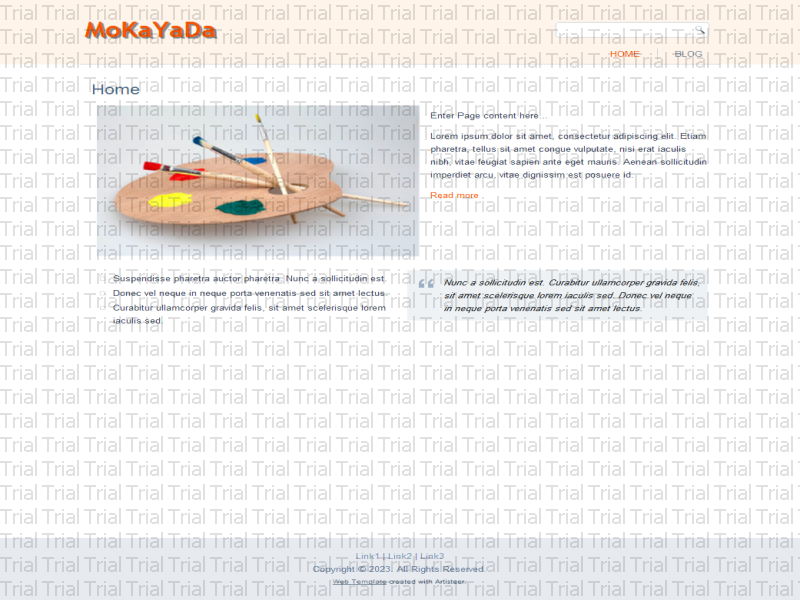 MoKaYaDa
HOME
BLOG
Home
Enter Page content here...
Lorem ipsum dolor sit amet, consectetur adipiscing elit. Etiam
pharetra, tellus sit amet congue vulputate, nisi erat iaculis
nibh, vitae feugiat sapien ante eget mauris. Aenean sollicitudin
imperdiet arcu, vitae dignissim est posuere id.
Read more
Suspendisse pharetra auctor pharetra. Nunc a sollicitudin est.
Donec vel neque in neque porta venenatis sed sit amet lectus.
Curabitur ullamcorper gravida felis, sit amet scelerisque lorem
iaculis sed.
Nunc a sollicitudin est. Curabitur ullamcorper gravida felis,
sit amet scelerisque lorem iaculis sed. Donec vel neque
in neque porta venenatis sed sit amet lectus.
Link1 | Link2 | Link3
Copyright © 2023. All Rights Reserved.
Web Template created with Artisteer.
Trial